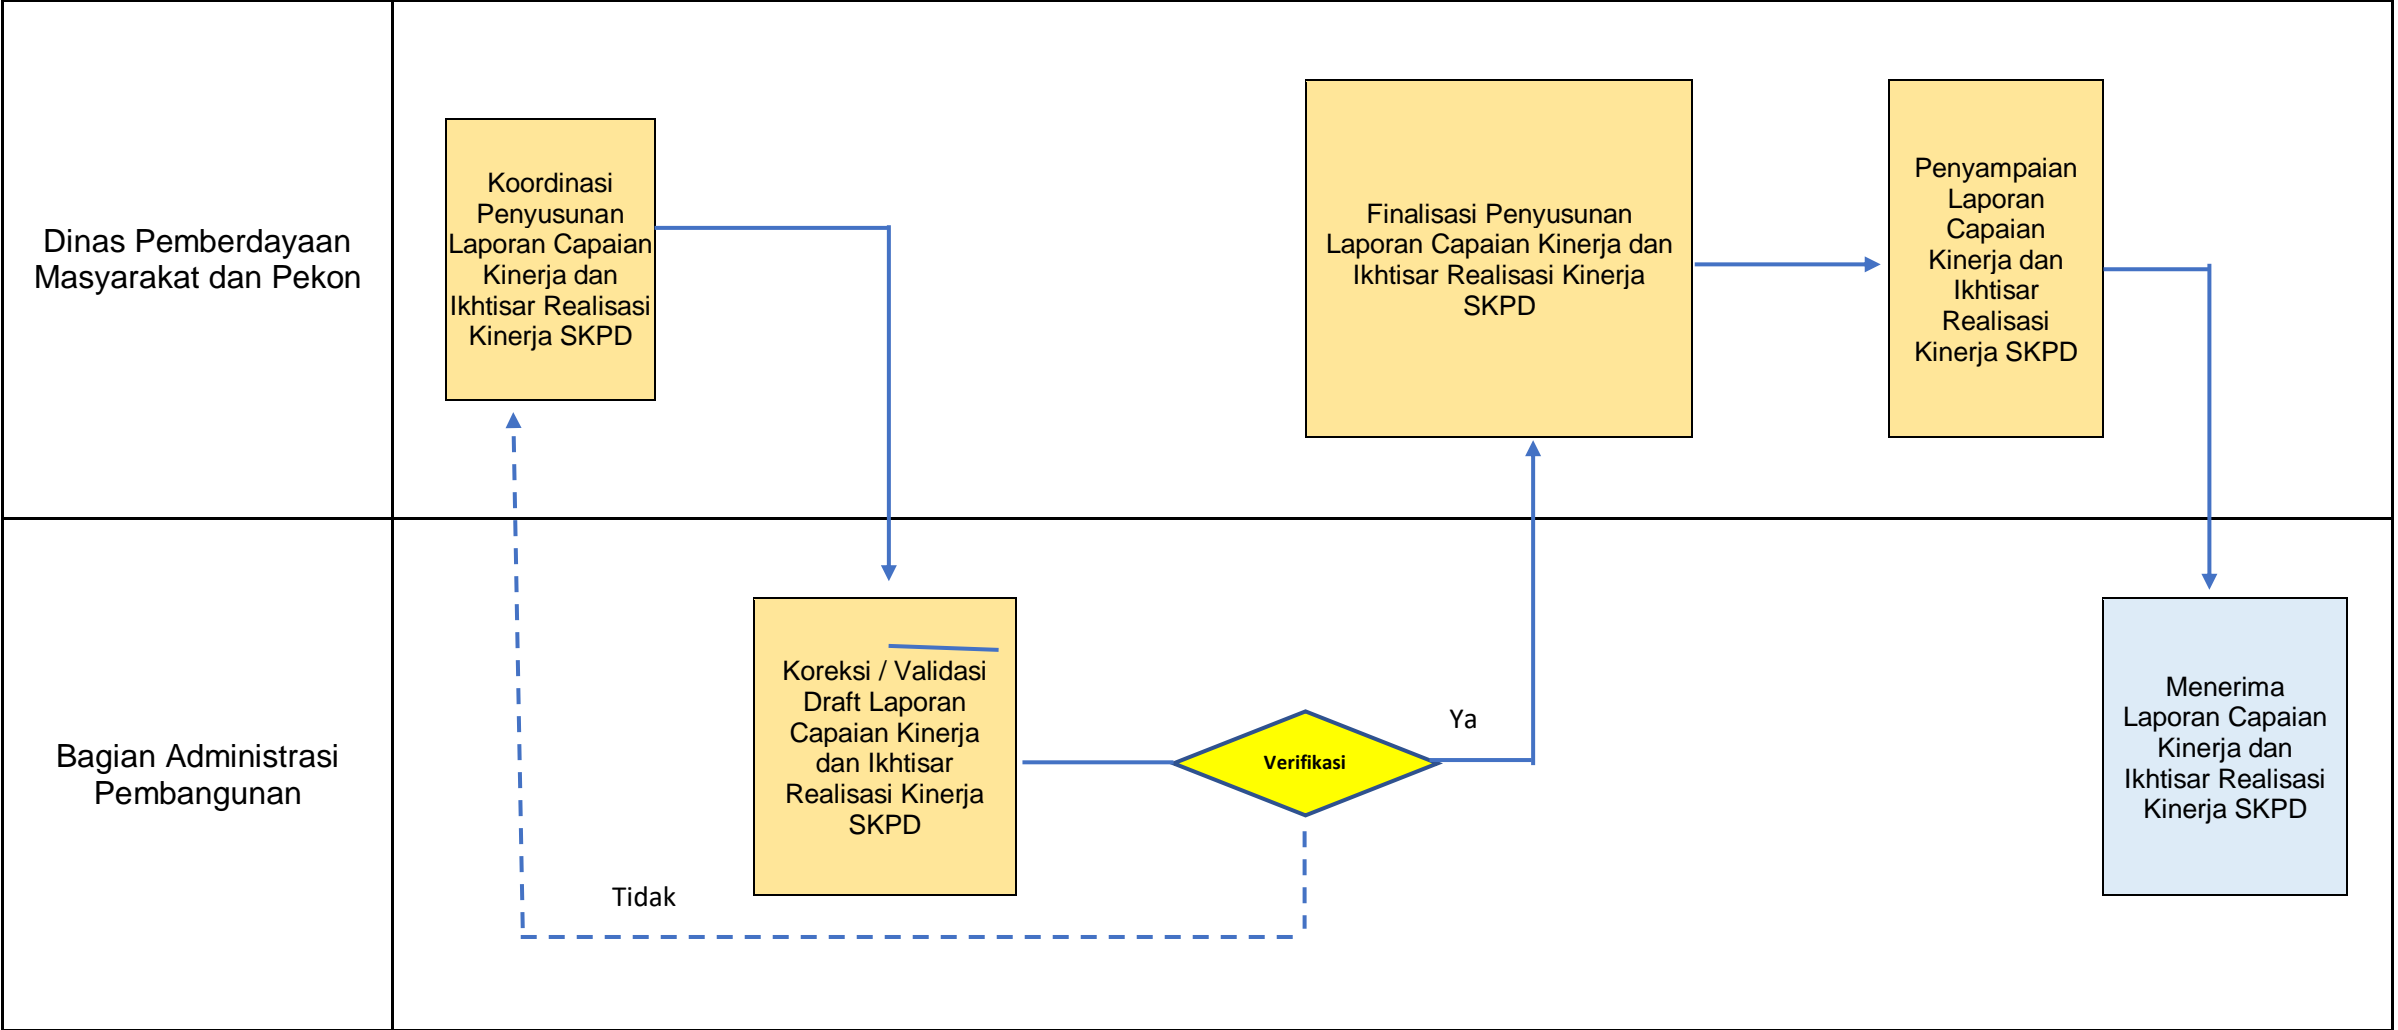 Dinas Pemberdayaan
Masyarakat dan Pekon
Koordinasi
Penyusunan
Laporan Capaian
Kinerja dan
Ikhtisar Realisasi
Kinerja SKPD
Finalisasi Penyusunan
Laporan Capaian Kinerja dan
Ikhtisar Realisasi Kinerja
SKPD
Penyampaian
Laporan
Capaian
Kinerja dan
Ikhtisar
Realisasi
Kinerja SKPD
Bagian Administrasi
Pembangunan
Koreksi / Validasi
Draft Laporan
Capaian Kinerja
dan Ikhtisar
Realisasi Kinerja
SKPD
Verifikasi
Ya
Tidak
Menerima
Laporan Capaian
Kinerja dan
Ikhtisar Realisasi
Kinerja SKPD